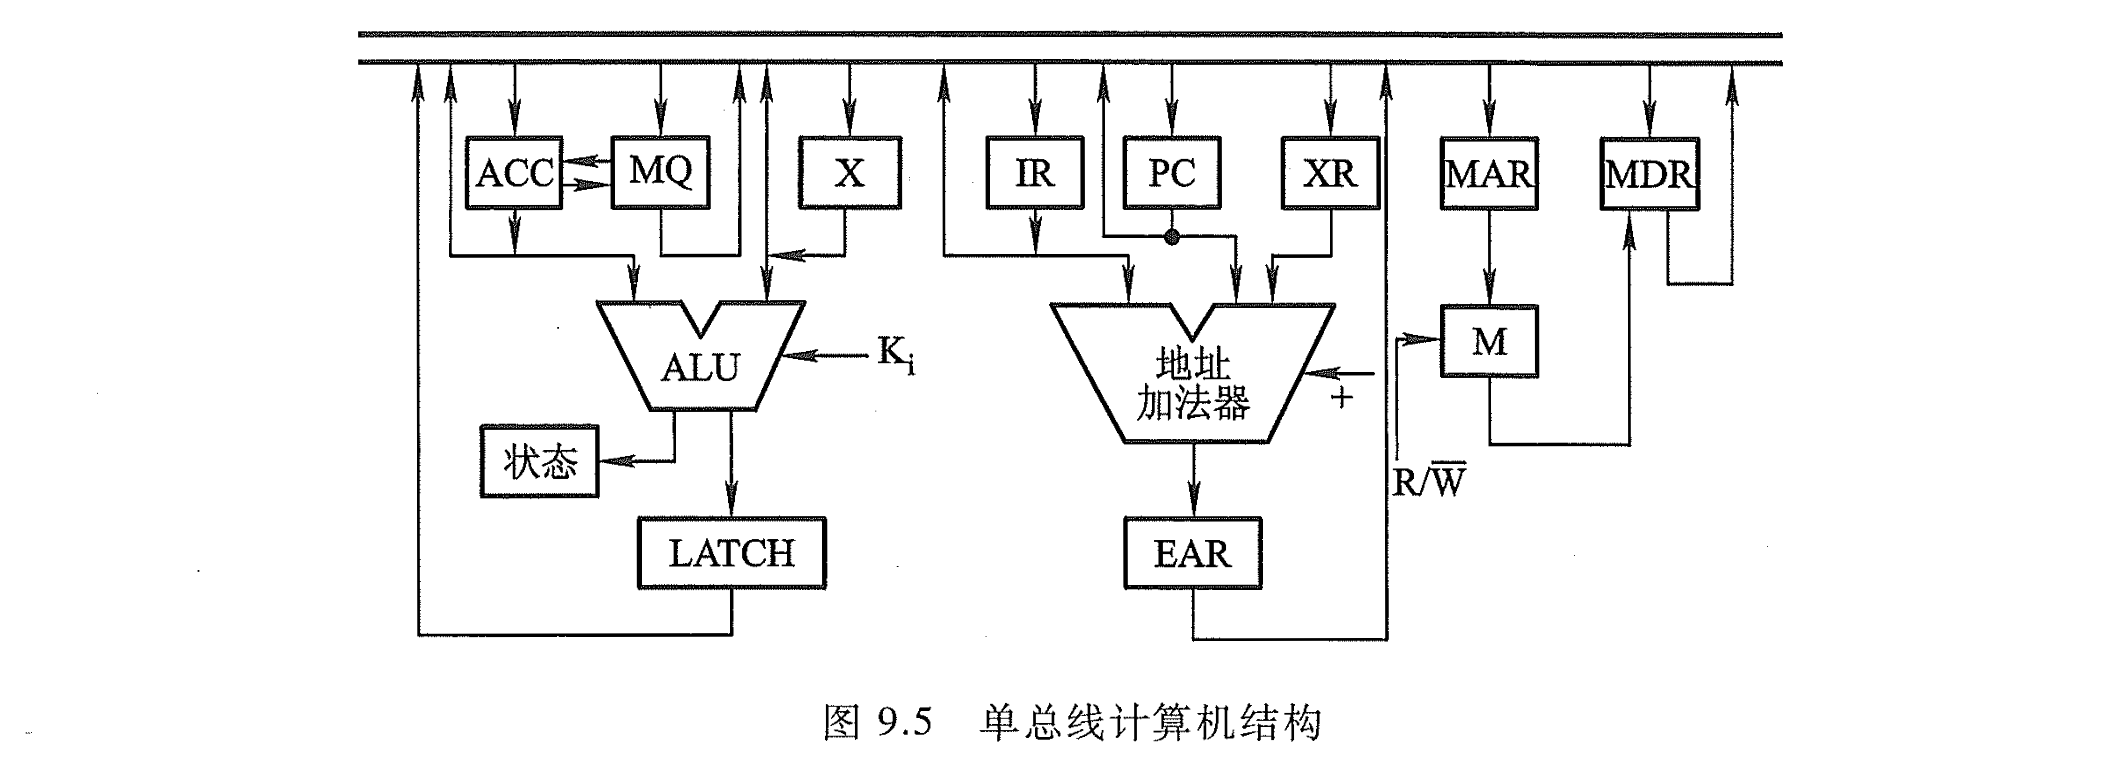 ACC
MQ
X
IR
PC
XR
MAR
MDR
ALU
K_i
地址
加法器
+
M
状态
R/W̅
LATCH
EAR
图 9.5 单总线计算机结构